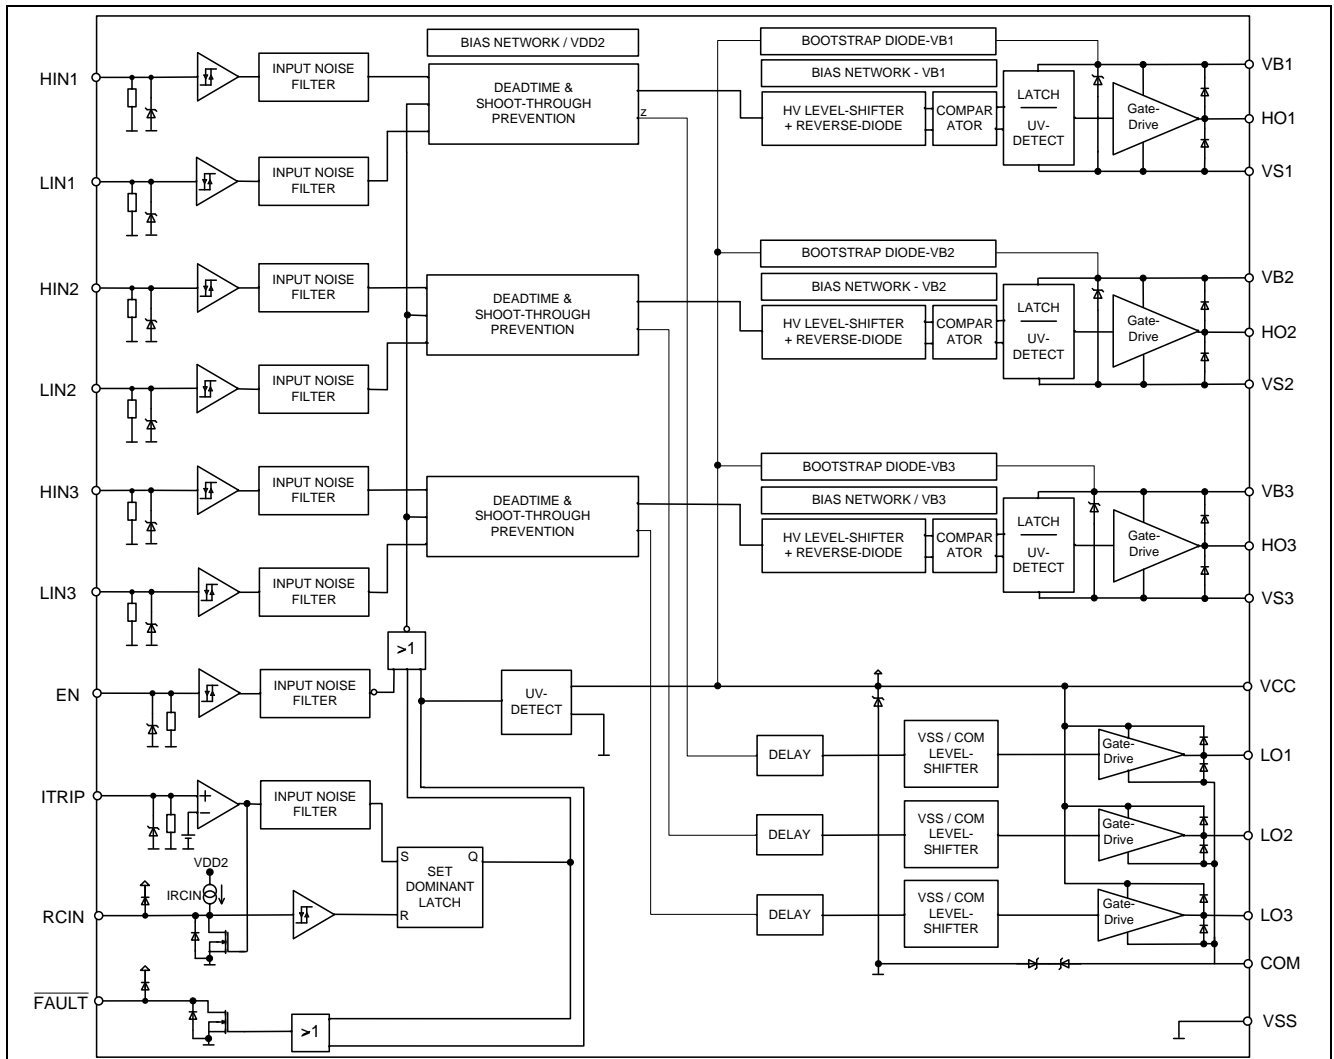 BIAS NETWORK / VDD2
BOOTSTRAP DIODE-VB1
HIN1
INPUT NOISE
FILTER
DEADTIME &
SHOOT-THROUGH
PREVENTION
Z
BIAS NETWORK - VB1
HV LEVEL-SHIFTER
+ REVERSE-DIODE
COMPAR
ATOR
LATCH
UV-
DETECT
Gate-
Drive
VB1
HO1
VS1
LIN1
INPUT NOISE
FILTER
HIN2
INPUT NOISE
FILTER
DEADTIME &
SHOOT-THROUGH
PREVENTION
BOOTSTRAP DIODE-VB2
BIAS NETWORK - VB2
HV LEVEL-SHIFTER
+ REVERSE-DIODE
COMPAR
ATOR
LATCH
UV-
DETECT
Gate-
Drive
VB2
HO2
VS2
LIN2
INPUT NOISE
FILTER
HIN3
INPUT NOISE
FILTER
DEADTIME &
SHOOT-THROUGH
PREVENTION
BOOTSTRAP DIODE-VB3
BIAS NETWORK / VB3
HV LEVEL-SHIFTER
+ REVERSE-DIODE
COMPAR
ATOR
LATCH
UV-
DETECT
Gate-
Drive
VB3
HO3
VS3
LIN3
INPUT NOISE
FILTER
>1
EN
INPUT NOISE
FILTER
UV-
DETECT
VCC
DELAY
VSS / COM
LEVEL-
SHIFTER
Gate-
Drive
LO1
ITRIP
+
−
INPUT NOISE
FILTER
DELAY
VSS / COM
LEVEL-
SHIFTER
Gate-
Drive
LO2
VDD2
IRCIN
S
Q
SET
DOMINANT
LATCH
R
RCIN
DELAY
VSS / COM
LEVEL-
SHIFTER
Gate-
Drive
LO3
COM
FAULT
>1
VSS